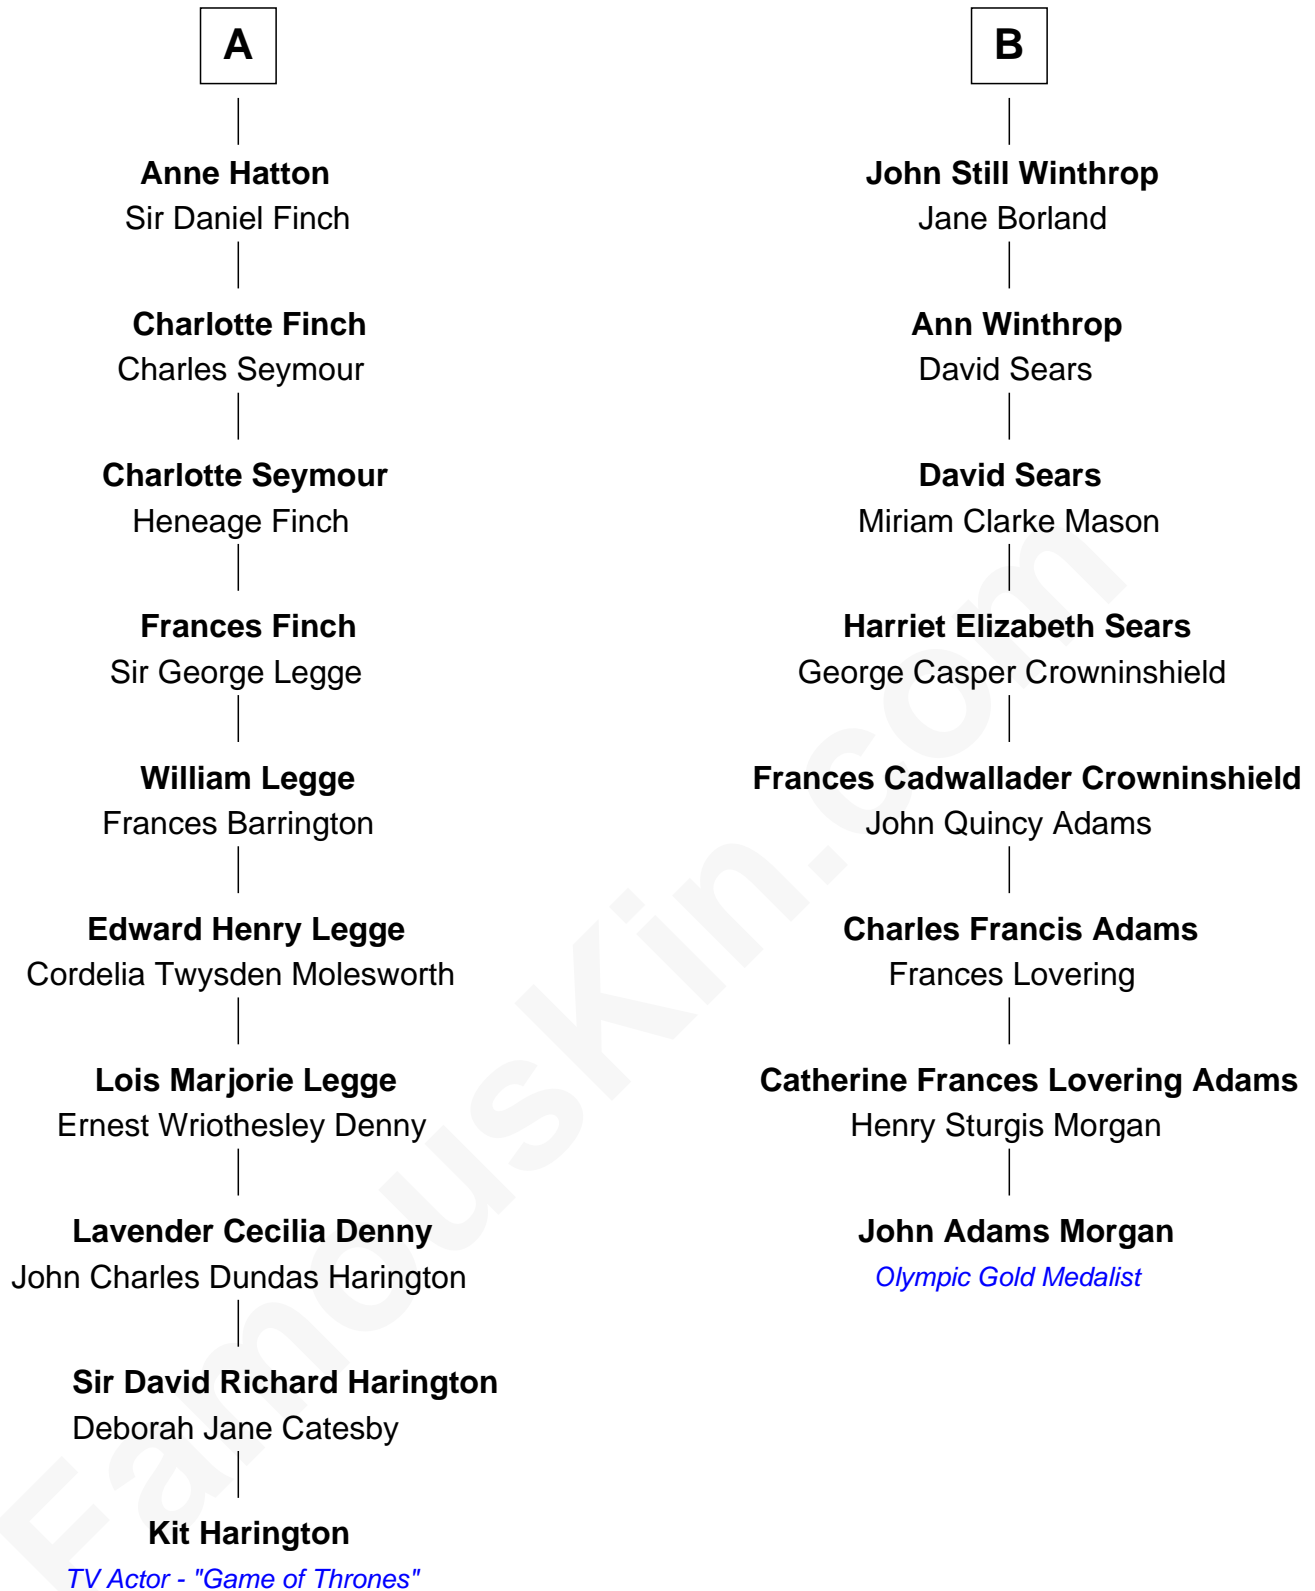 A
Anne Hatton
Sir Daniel Finch
Charlotte Finch
Charles Seymour
Charlotte Seymour
Heneage Finch
Frances Finch
Sir George Legge
William Legge
Frances Barrington
Edward Henry Legge
Cordelia Twysden Molesworth
Lois Marjorie Legge
Ernest Wriothesley Denny
Lavender Cecilia Denny
John Charles Dundas Harington
Sir David Richard Harington
Deborah Jane Catesby
Kit Harington
TV Actor - "Game of Thrones"
B
John Still Winthrop
Jane Borland
Ann Winthrop
David Sears
David Sears
Miriam Clarke Mason
Harriet Elizabeth Sears
George Casper Crowninshield
Frances Cadwallader Crowninshield
John Quincy Adams
Charles Francis Adams
Frances Lovering
Catherine Frances Lovering Adams
Henry Sturgis Morgan
John Adams Morgan
Olympic Gold Medalist
FamousKin.com